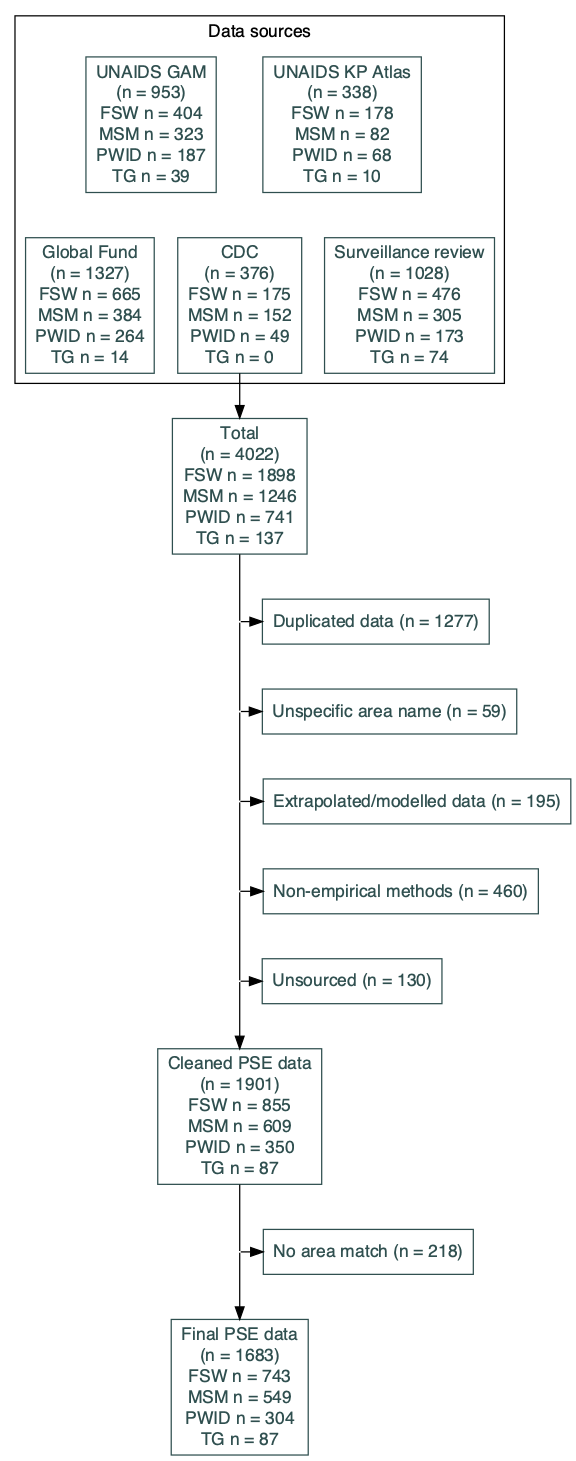 Data sources
UNAIDS GAM
(n = 953)
FSW n = 404
MSM n = 323
PWID n = 187
TG n = 39
UNAIDS KP Atlas
(n = 338)
FSW n = 178
MSM n = 82
PWID n = 68
TG n = 10
Global Fund
(n = 1327)
FSW n = 665
MSM n = 384
PWID n = 264
TG n = 14
CDC
(n = 376)
FSW n = 175
MSM n = 152
PWID n = 49
TG n = 0
Surveillance review
(n = 1028)
FSW n = 476
MSM n = 305
PWID n = 173
TG n = 74
Total
(n = 4022)
FSW n = 1898
MSM n = 1246
PWID n = 741
TG n = 137
Duplicated data (n = 1277)
Unspecific area name (n = 59)
Extrapolated/modelled data (n = 195)
Non-empirical methods (n = 460)
Unsourced (n = 130)
Cleaned PSE data
(n = 1901)
FSW n = 855
MSM n = 609
PWID n = 350
TG n = 87
No area match (n = 218)
Final PSE data
(n = 1683)
FSW n = 743
MSM n = 549
PWID n = 304
TG n = 87